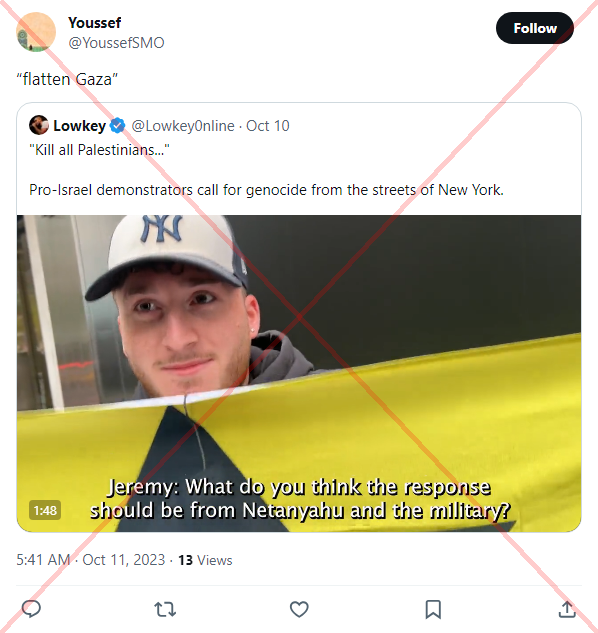 Youssef
@YoussefSMO
Follow
“flatten Gaza”
Lowkey @Lowkey0nline · Oct 10
"Kill all Palestinians..."
Pro-Israel demonstrators call for genocide from the streets of New York.
NY
Jeremy: What do you think the response
should be from Netanyahu and the military?
1:48
5:41 AM · Oct 11, 2023 · 13 Views